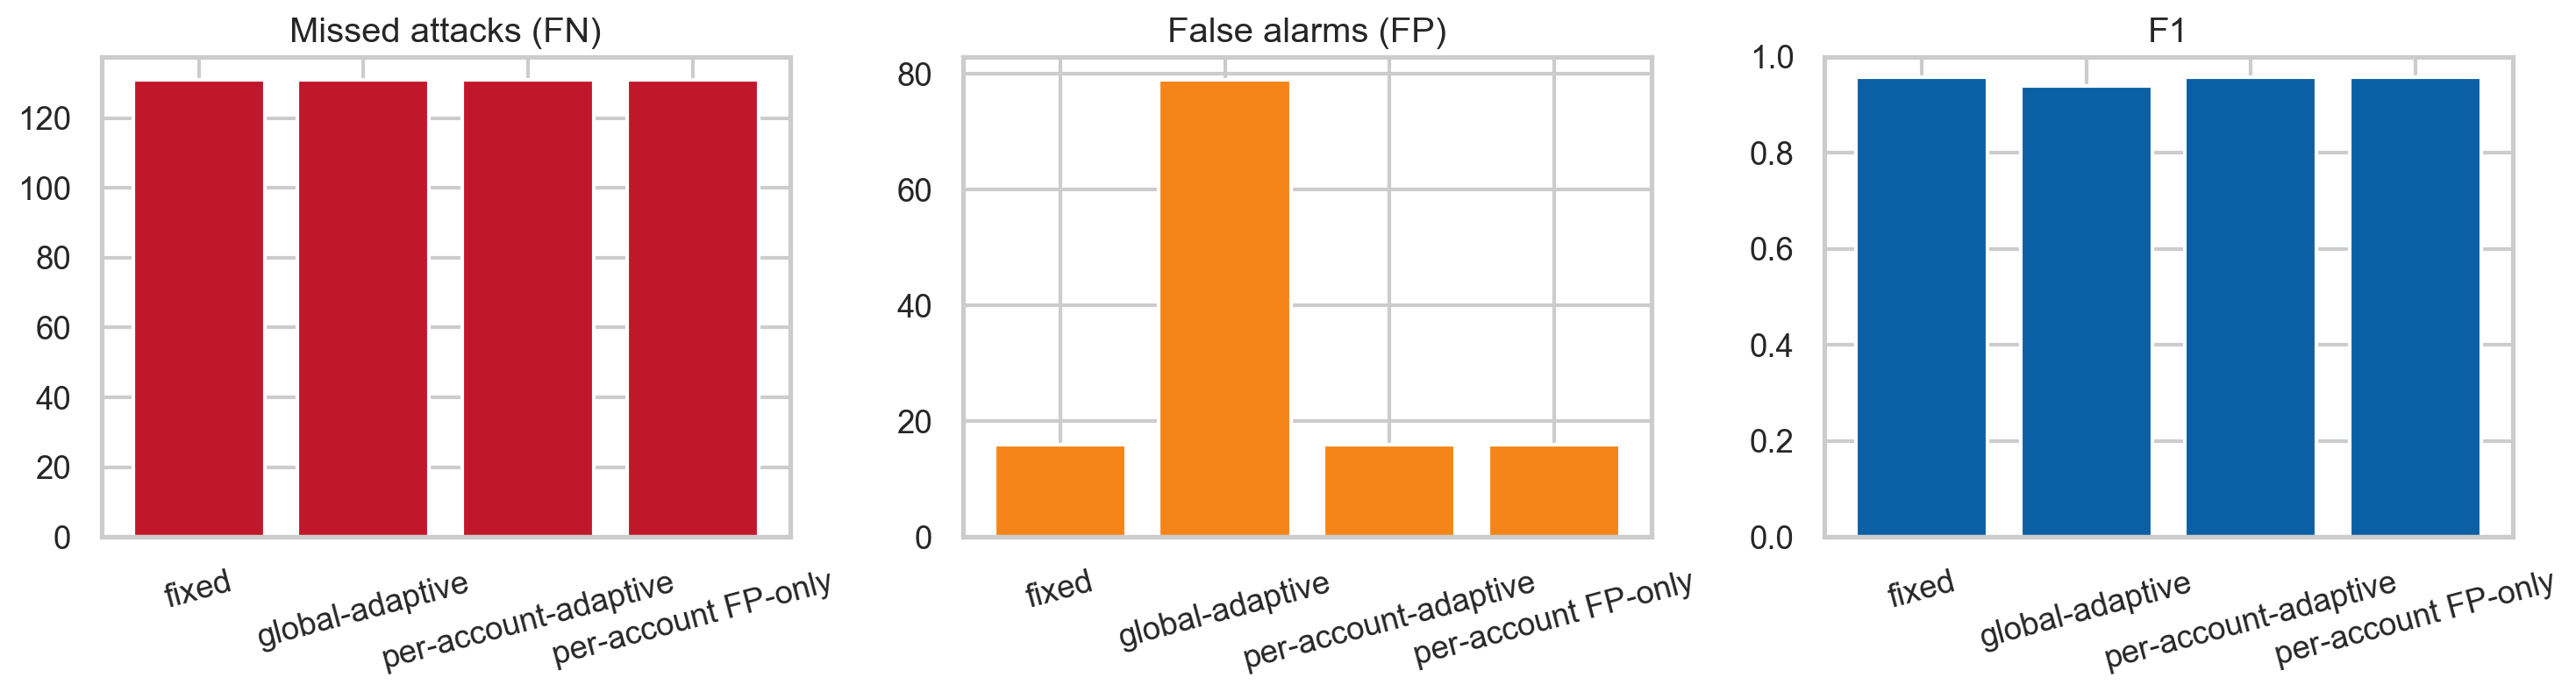 Missed attacks (FN)
120
100
80
60
40
20
0
fixed
global-adaptive
per-account-adaptive
per-account FP-only
False alarms (FP)
80
60
40
20
0
fixed
global-adaptive
per-account-adaptive
per-account FP-only
F1
1.0
0.8
0.6
0.4
0.2
0.0
fixed
global-adaptive
per-account-adaptive
per-account FP-only